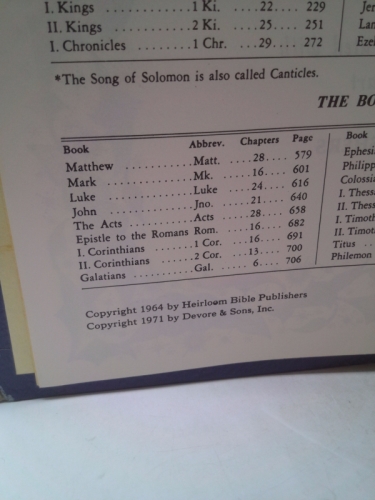 I. Kings ........1 Ki. ....22.... 229
II. Kings ........2 Ki. ....25.... 251
I. Chronicles ........1 Chr. ....29.... 272
*The Song of Solomon is also called Canticles.
THE BO
Book Abbrev. Chapters Page
Matthew ...........Matt. ....28.... 579
Mark ...........Mk. ....16.... 601
Luke ...........Luke ....24.... 616
John ...........Jno. ....21.... 640
The Acts ...........Acts ....28.... 658
Epistle to the Romans Rom. ....16.... 682
I. Corinthians ........1 Cor. ....16.... 691
II. Corinthians ........2 Cor. ....13.... 700
Galatians ...........Gal. .... 6.... 706
Copyright 1964 by Heirloom Bible Publishers
Copyright 1971 by Devore & Sons, Inc.
Jer
Lam
Ezek
Book
Ephesi
Philipp
Colossia
I. Thess
II. Thess
I. Timoth
II. Timot
Titus ..
Philemon